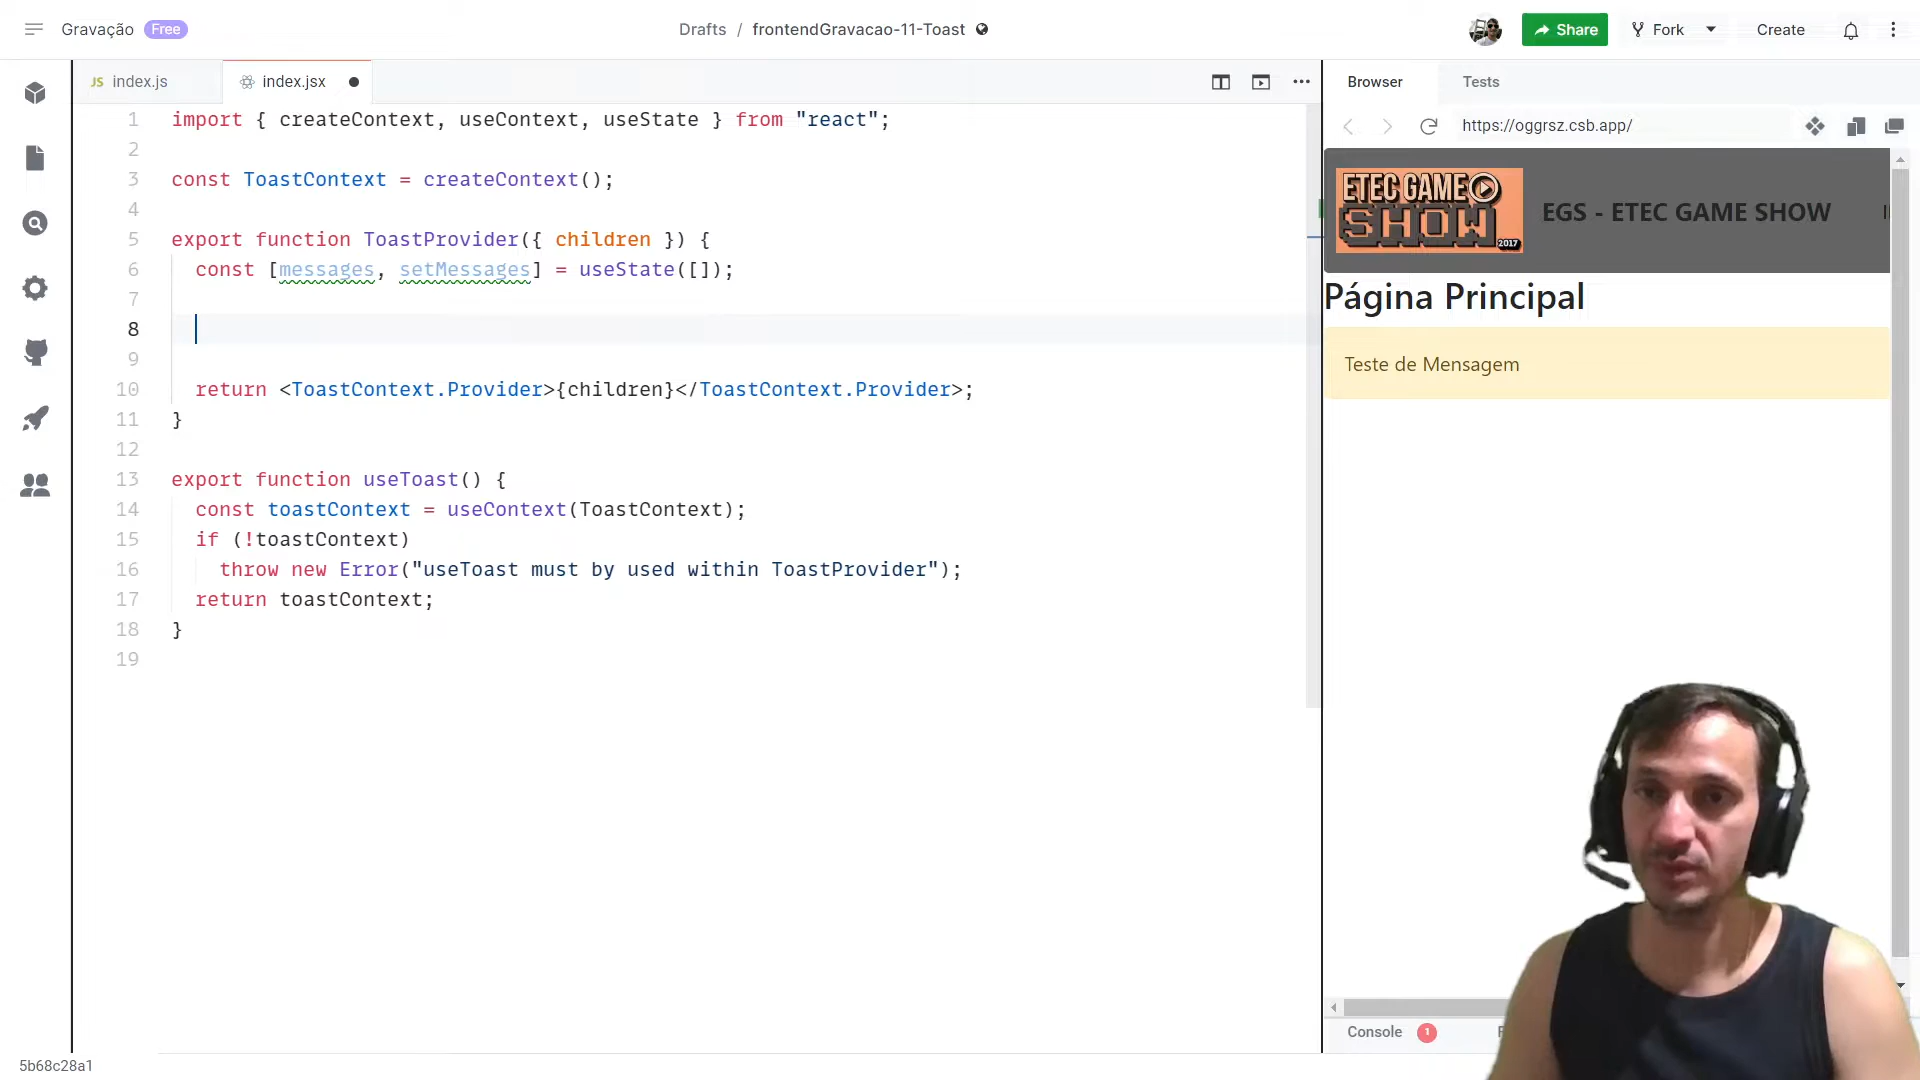 Gravação Free
Drafts / frontendGravacao-11-Toast
Share
Fork
Create
JS index.js
index.jsx
Browser
Tests
https://oggrsz.csb.app/
1 import { createContext, useContext, useState } from "react";
2
3 const ToastContext = createContext();
4
5 export function ToastProvider({ children }) {
6 const [messages, setMessages] = useState([]);
7
8
9
10 return <ToastContext.Provider>{children}</ToastContext.Provider>;
11 }
12
13 export function useToast() {
14 const toastContext = useContext(ToastContext);
15 if (!toastContext)
16 throw new Error("useToast must by used within ToastProvider");
17 return toastContext;
18 }
19
ETEC GAME
SHOW
2017
EGS - ETEC GAME SHOW
Página Principal
Teste de Mensagem
Console 1
5b68c28a1